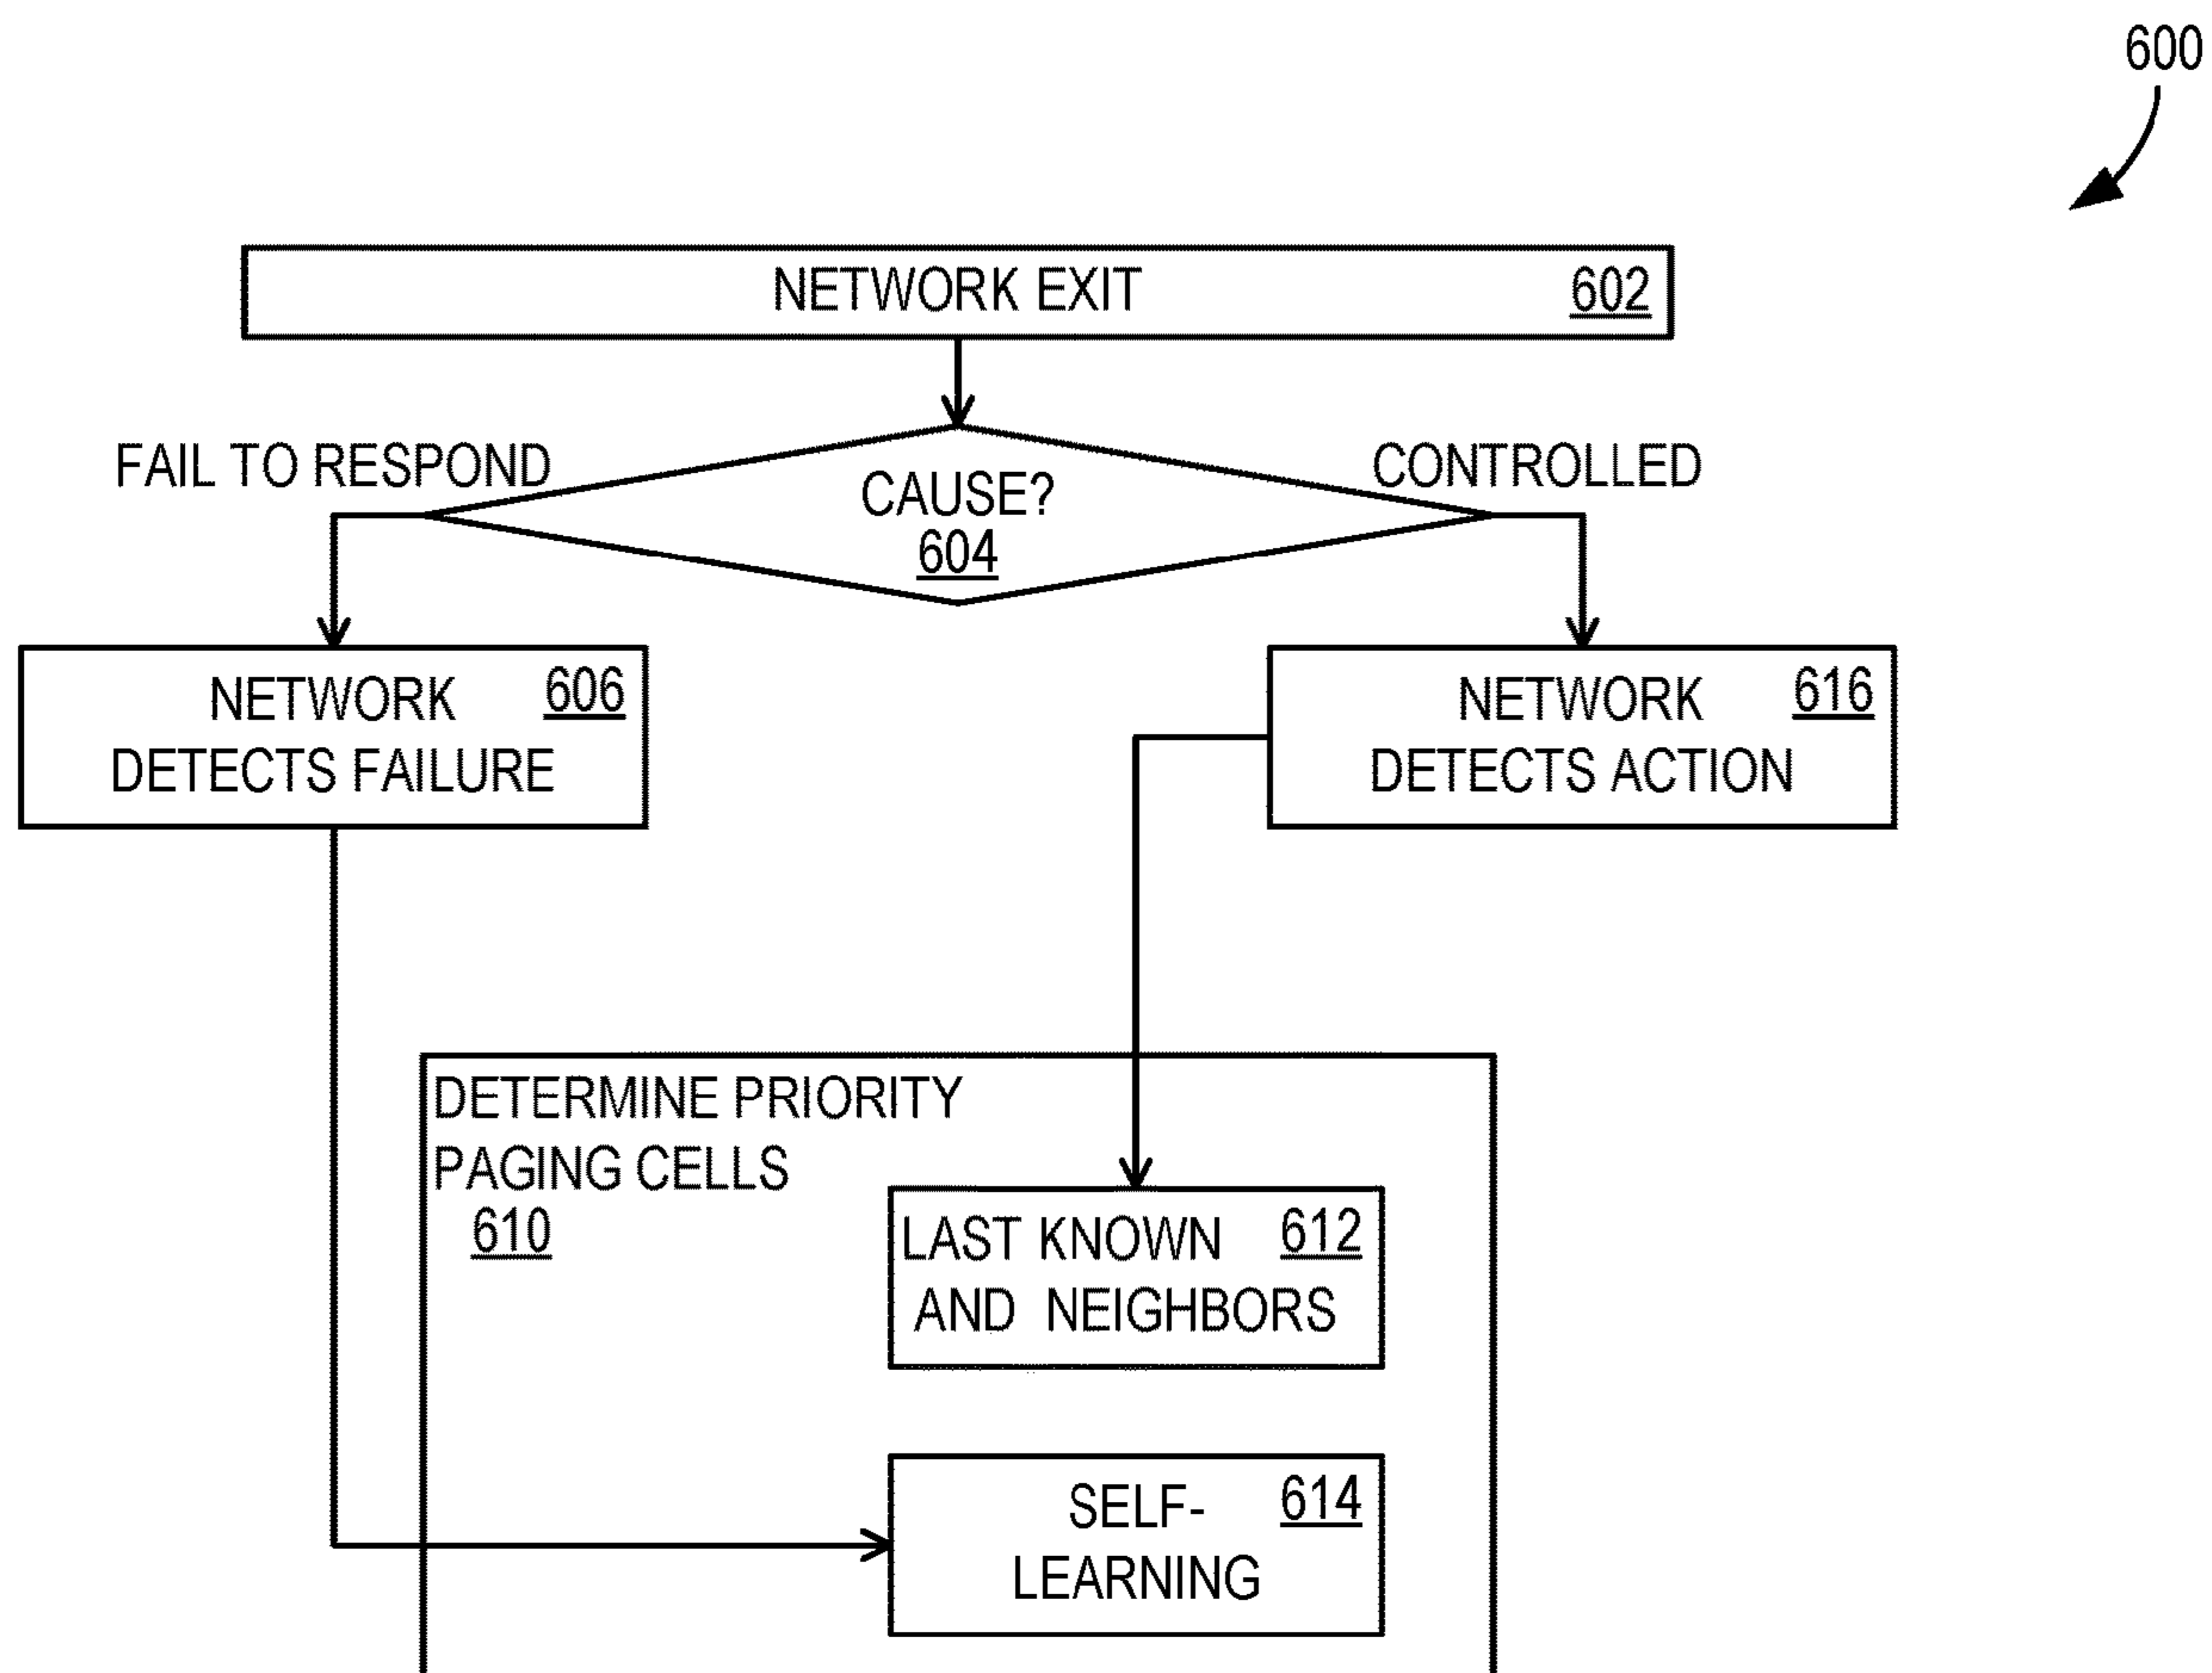 600
NETWORK EXIT 602
FAIL TO RESPOND
CONTROLLED
CAUSE?
604
NETWORK 606
DETECTS FAILURE
NETWORK 616
DETECTS ACTION
DETERMINE PRIORITY
PAGING CELLS
610
LAST KNOWN 612
AND NEIGHBORS
SELF- 614
LEARNING